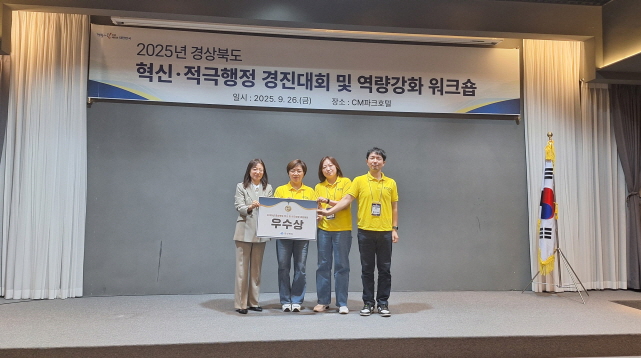 2025년 경상북도
혁신·적극행정 경진대회 및 역량강화 워크숍
일시 : 2025. 9. 26.(금) 장소 : CM파크호텔
우수상